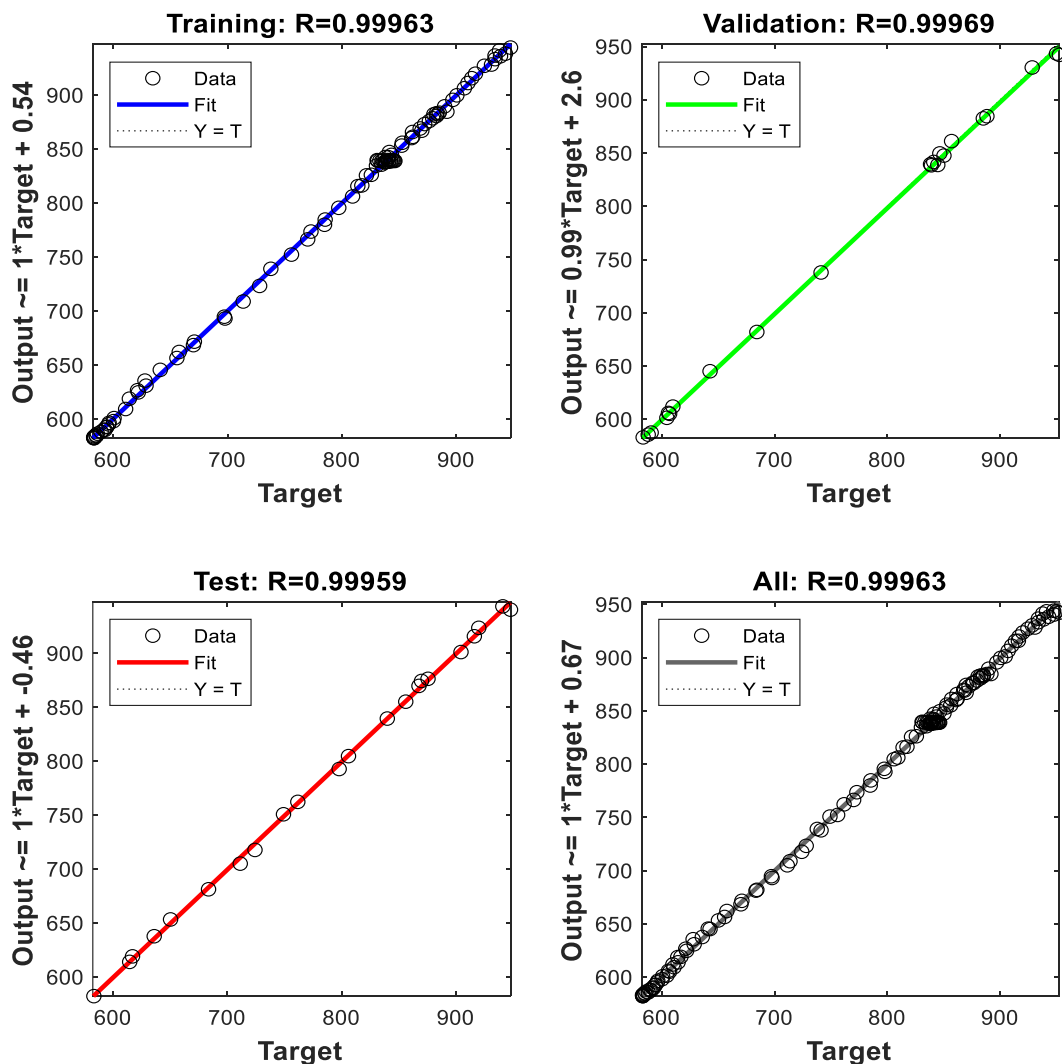 Training: R=0.99963
Output ~= 1*Target + 0.54
Data
Fit
Y = T
900
850
800
750
700
650
600
600 700 800 900
Target
Validation: R=0.99969
Output ~= 0.99*Target + 2.6
Data
Fit
Y = T
950
900
850
800
750
700
650
600
600 700 800 900
Target
Test: R=0.99959
Output ~= 1*Target + -0.46
Data
Fit
Y = T
900
850
800
750
700
650
600
600 700 800 900
Target
All: R=0.99963
Output ~= 1*Target + 0.67
Data
Fit
Y = T
950
900
850
800
750
700
650
600
600 700 800 900
Target